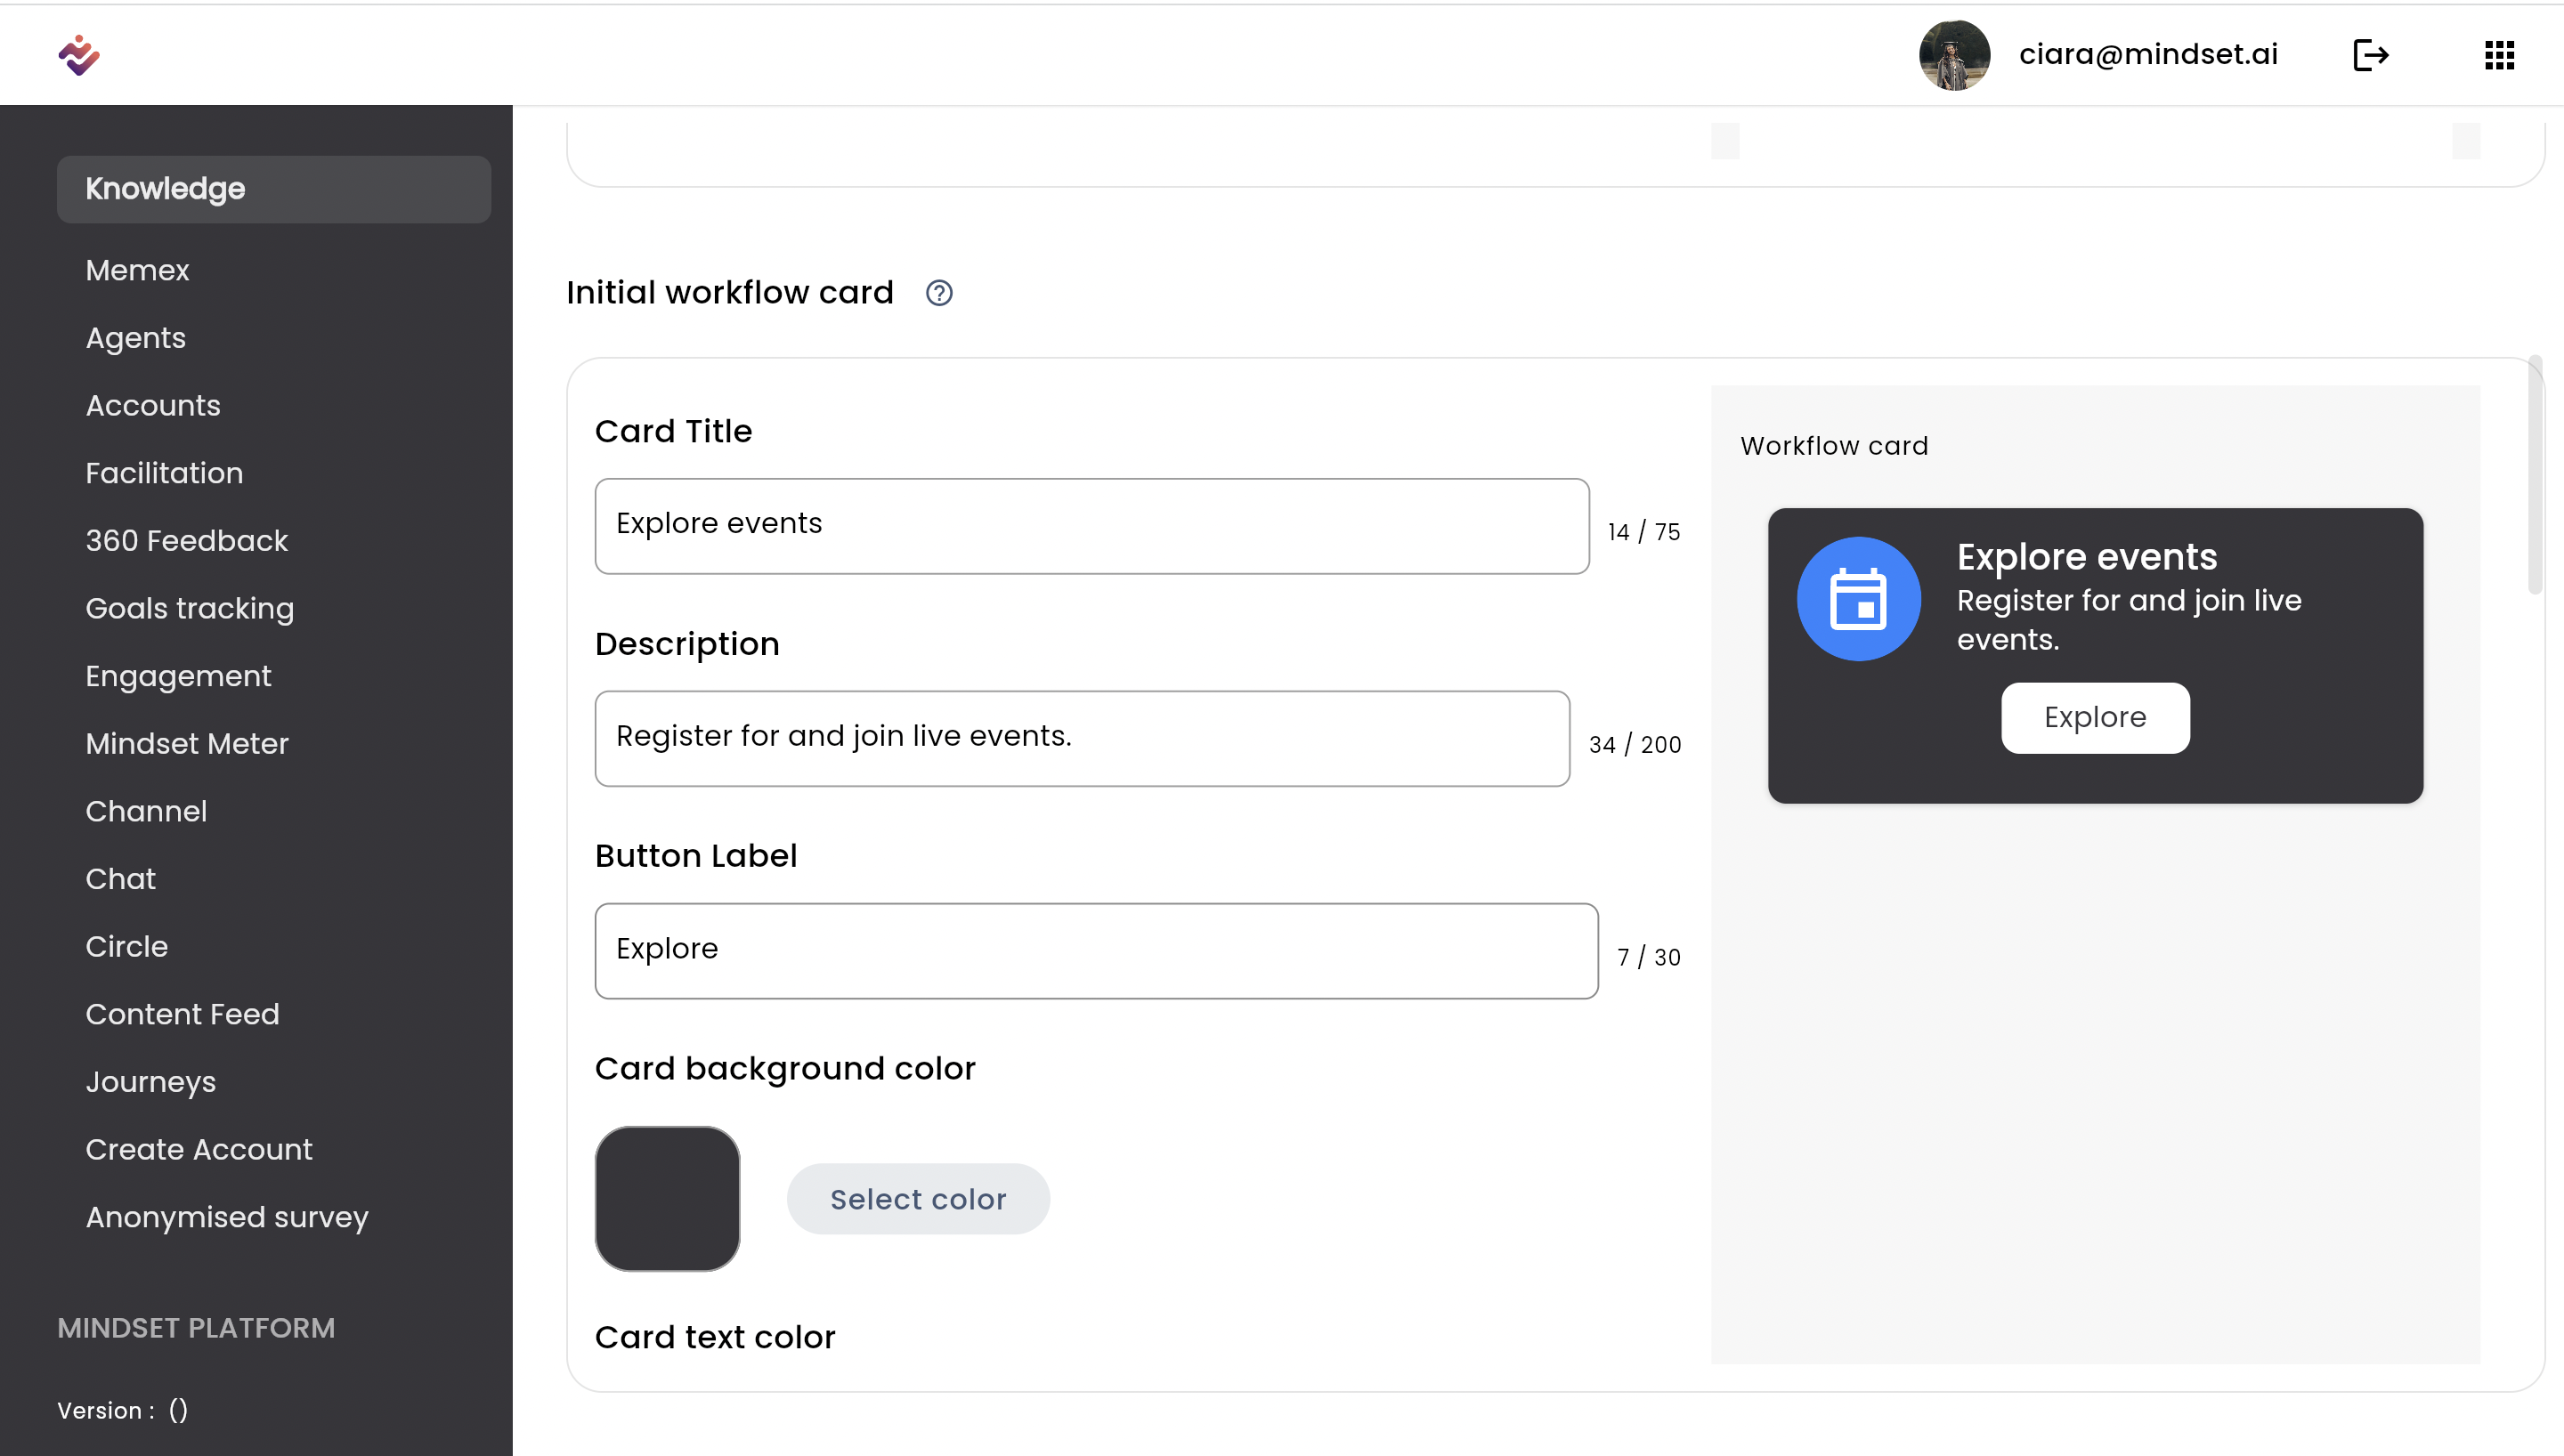 ciara@mindset.ai
Knowledge
Memex
Agents
Accounts
Facilitation
360 Feedback
Goals tracking
Engagement
Mindset Meter
Channel
Chat
Circle
Content Feed
Journeys
Create Account
Anonymised survey
MINDSET PLATFORM
Version : ()
Initial workflow card
Card Title
Explore events
14 / 75
Description
Register for and join live events.
34 / 200
Button Label
Explore
7 / 30
Card background color
Select color
Card text color
Workflow card
Explore events
Register for and join live
events.
Explore